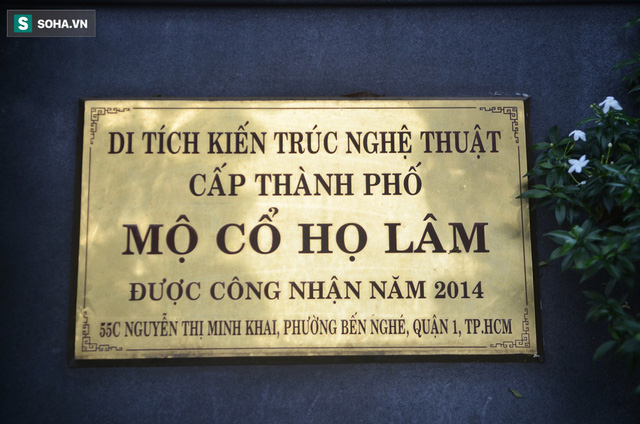 S SOHA.VN
DI TÍCH KIẾN TRÚC NGHỆ THUẬT
CẤP THÀNH PHỐ
MỘ CỔ HỌ LÂM
ĐƯỢC CÔNG NHẬN NĂM 2014
55C NGUYỄN THỊ MINH KHAI, PHƯỜNG BẾN NGHÉ, QUẬN 1, TP.HCM